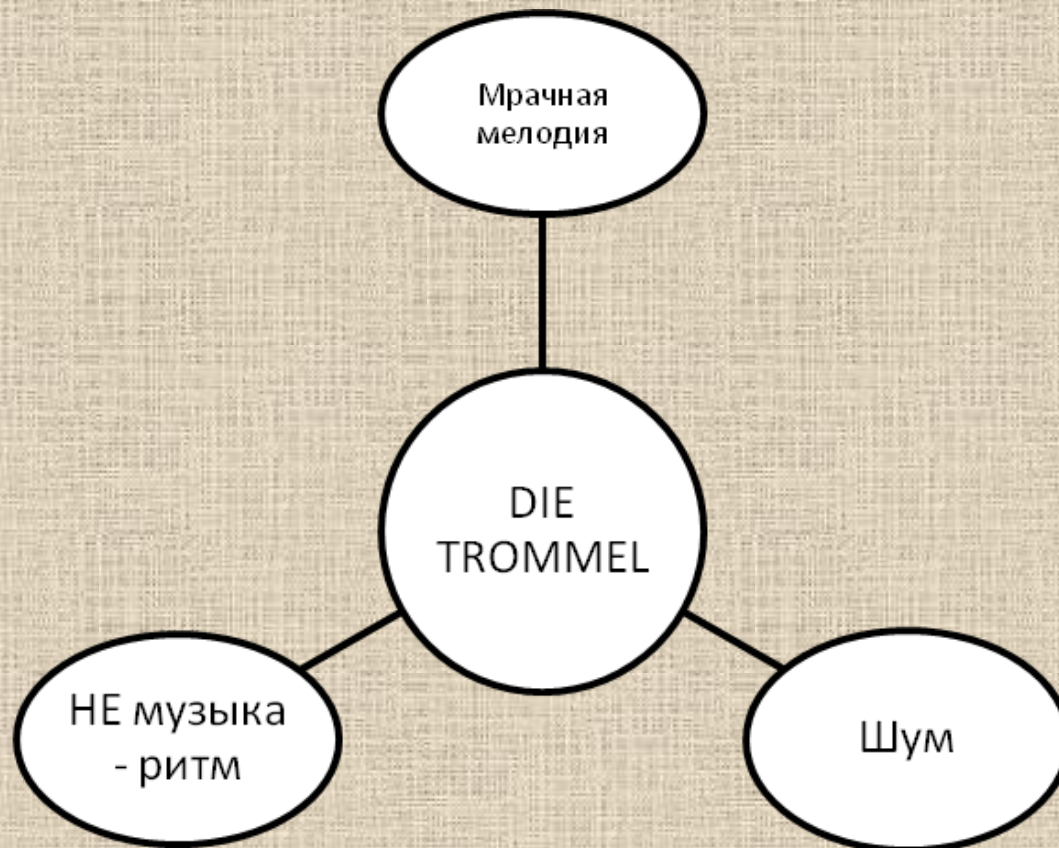 Мрачная
мелодия
DIE
TROMMEL
НЕ музыка
- ритм
Шум